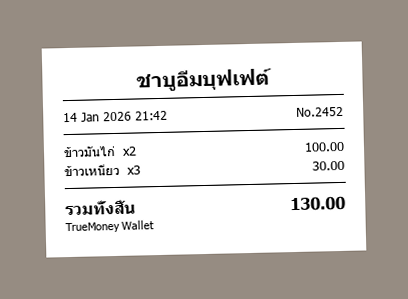 ชาบูอิ่มบุฟเฟต์
14 Jan 2026 21:42 No.2452
ข้าวมันไก่ x2 100.00
ข้าวเหนียว x3 30.00
รวมทั้งสิ้น 130.00
TrueMoney Wallet